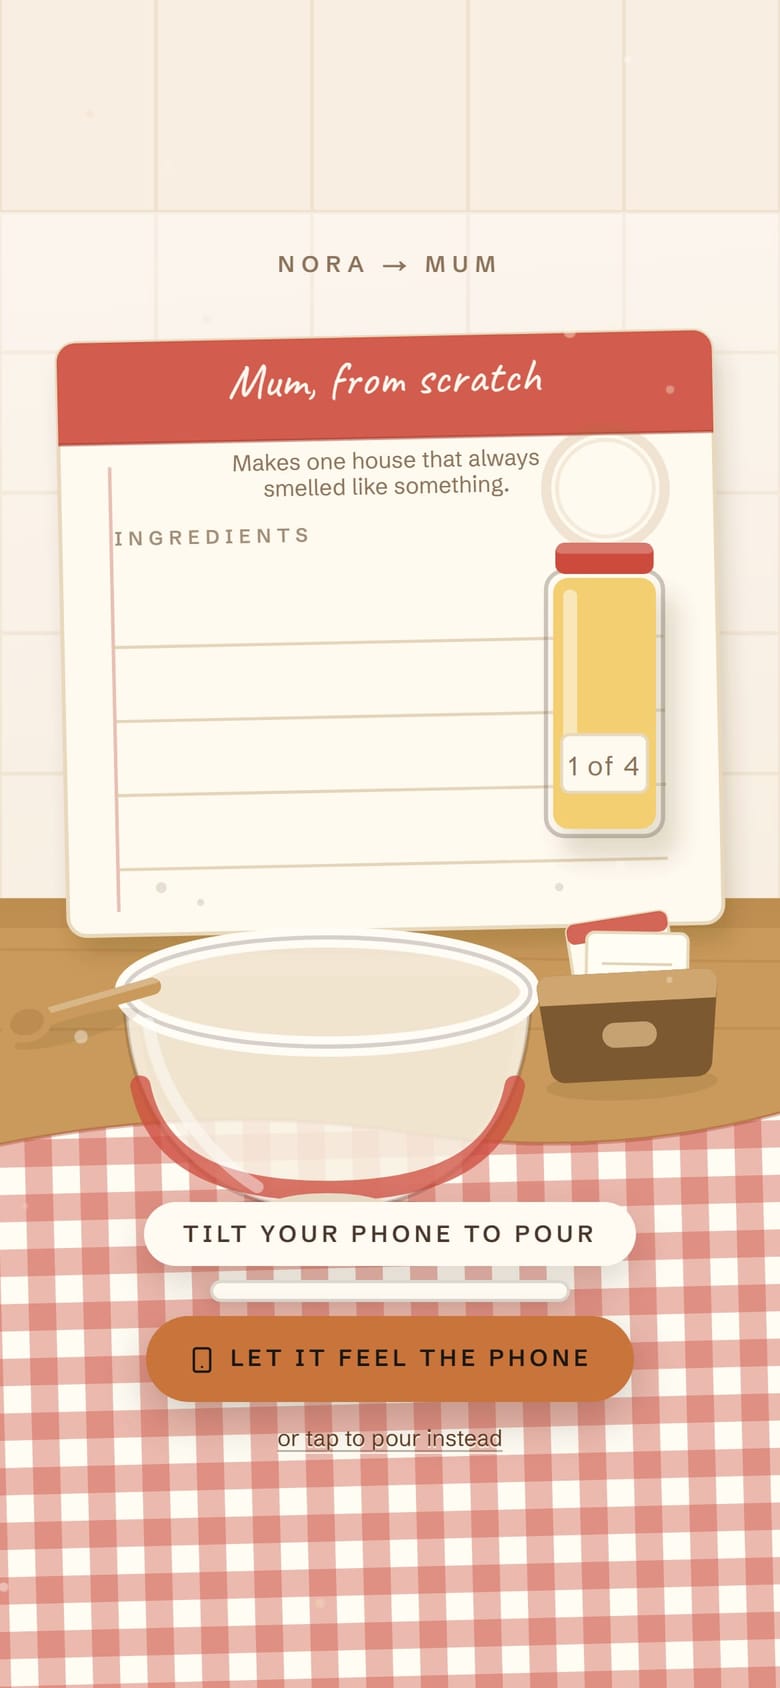 NORA → MUM
Mum, from scratch
Makes one house that always
smelled like something.
INGREDIENTS
1 of 4
TILT YOUR PHONE TO POUR
LET IT FEEL THE PHONE
or tap to pour instead